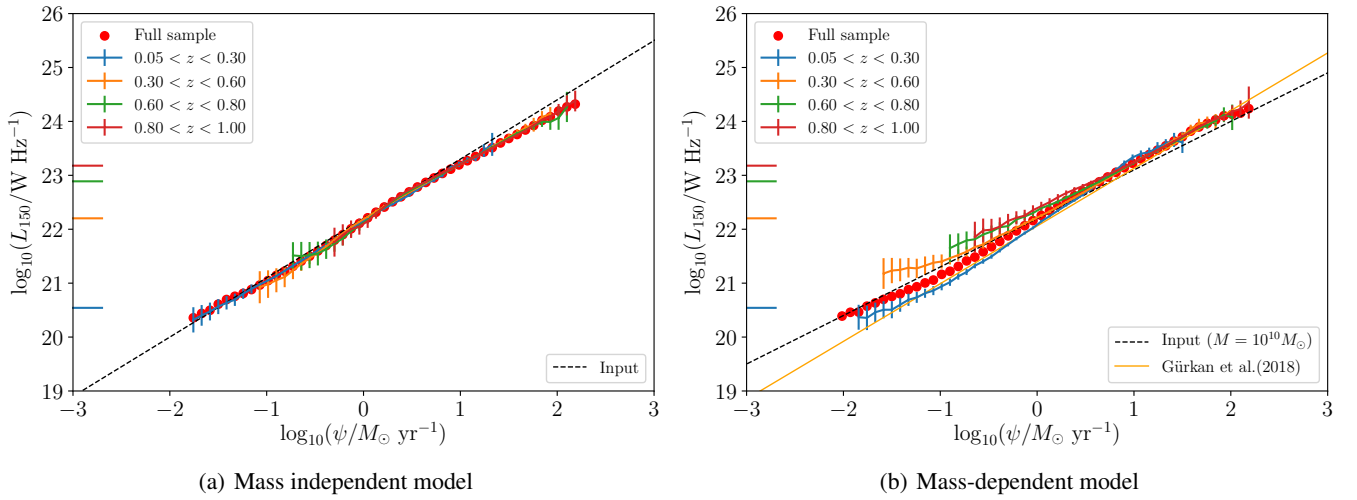 Full sample
0.05 < z < 0.30
0.30 < z < 0.60
0.60 < z < 0.80
0.80 < z < 1.00
Input
26
25
24
23
22
21
20
19
log₁₀(L₁₅₀/W Hz⁻¹)
−3 −2 −1 0 1 2 3
log₁₀(ψ/M⊙ yr⁻¹)
(a) Mass independent model
Full sample
0.05 < z < 0.30
0.30 < z < 0.60
0.60 < z < 0.80
0.80 < z < 1.00
Input (M = 10¹⁰M⊙)
Gürkan et al.(2018)
26
25
24
23
22
21
20
19
log₁₀(L₁₅₀/W Hz⁻¹)
−3 −2 −1 0 1 2 3
log₁₀(ψ/M⊙ yr⁻¹)
(b) Mass-dependent model